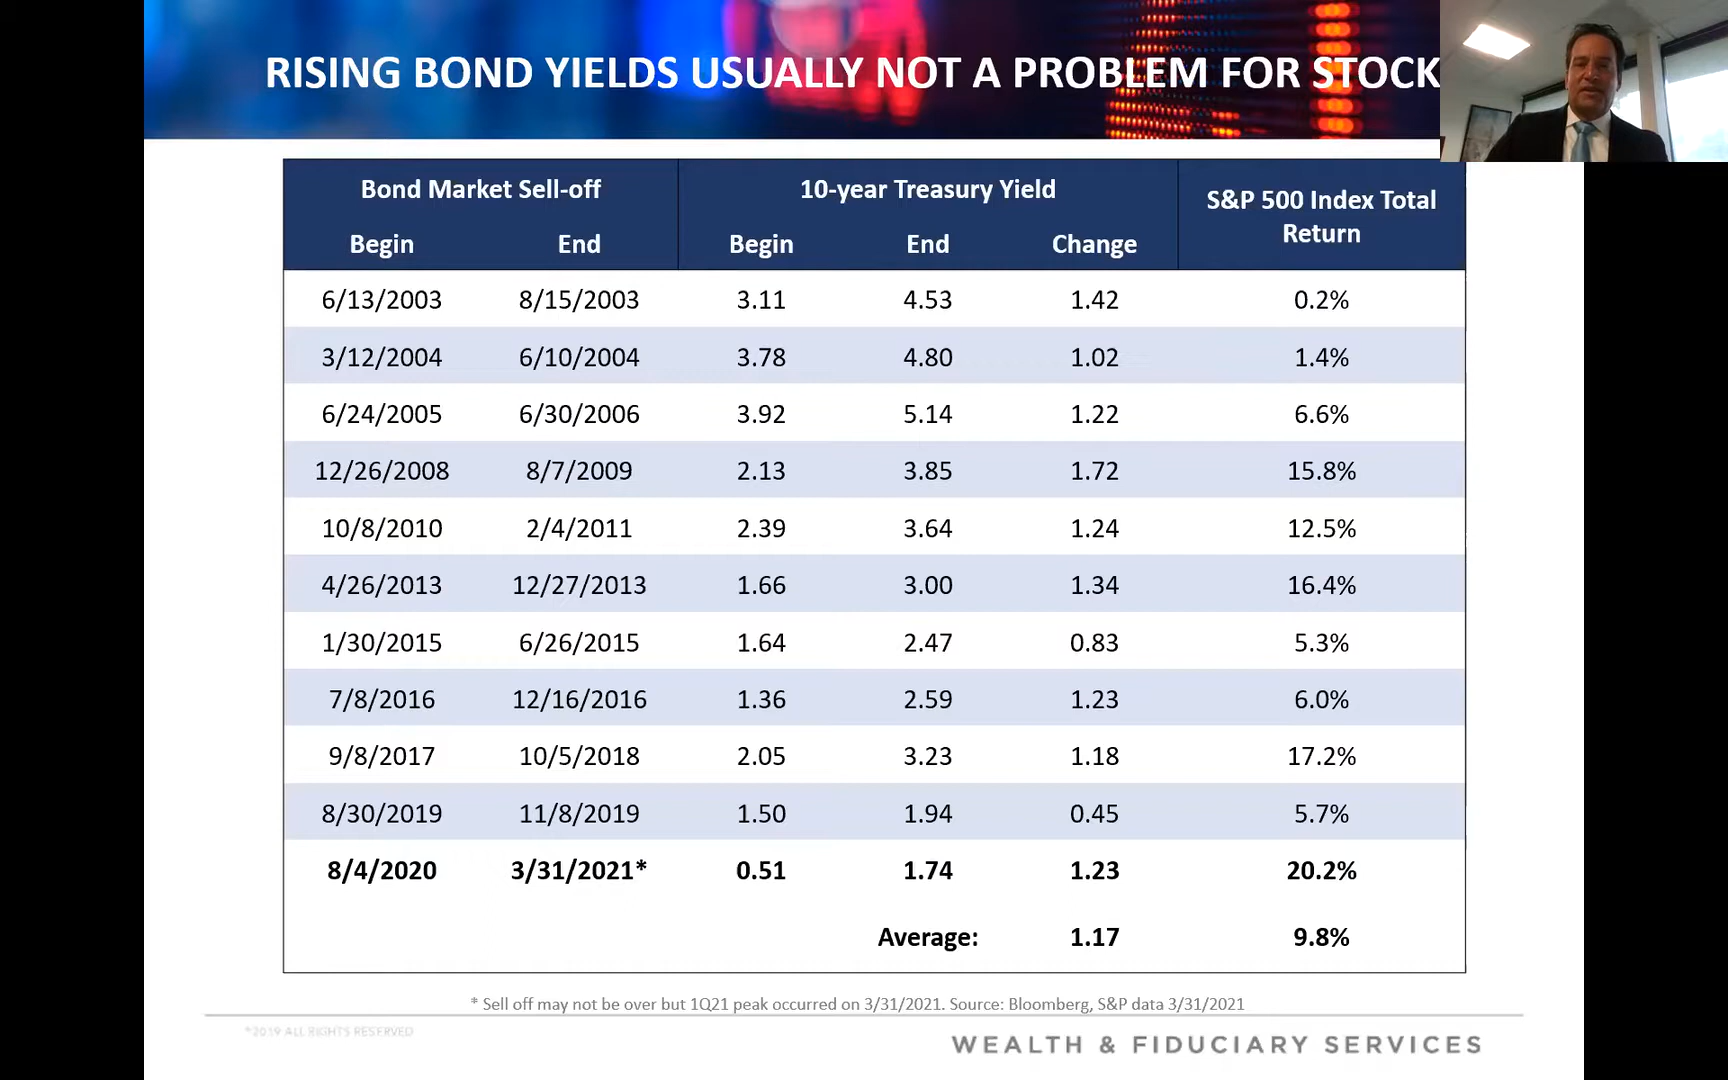 RISING BOND YIELDS USUALLY NOT A PROBLEM FOR STOCK
Bond Market Sell-off 10-year Treasury Yield S&P 500 Index Total Return
Begin End Begin End Change
6/13/2003 8/15/2003 3.11 4.53 1.42 0.2%
3/12/2004 6/10/2004 3.78 4.80 1.02 1.4%
6/24/2005 6/30/2006 3.92 5.14 1.22 6.6%
12/26/2008 8/7/2009 2.13 3.85 1.72 15.8%
10/8/2010 2/4/2011 2.39 3.64 1.24 12.5%
4/26/2013 12/27/2013 1.66 3.00 1.34 16.4%
1/30/2015 6/26/2015 1.64 2.47 0.83 5.3%
7/8/2016 12/16/2016 1.36 2.59 1.23 6.0%
9/8/2017 10/5/2018 2.05 3.23 1.18 17.2%
8/30/2019 11/8/2019 1.50 1.94 0.45 5.7%
8/4/2020 3/31/2021* 0.51 1.74 1.23 20.2%
Average: 1.17 9.8%
* Sell off may not be over but 1Q21 peak occurred on 3/31/2021. Source: Bloomberg, S&P data 3/31/2021
©2019 ALL RIGHTS RESERVED
WEALTH & FIDUCIARY SERVICES